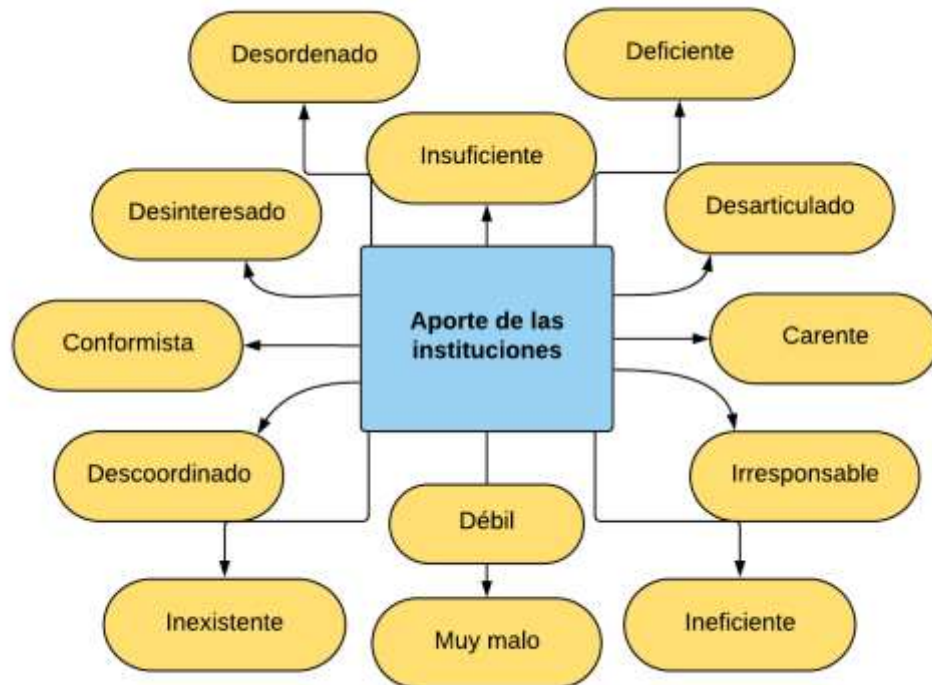 Desordenado
Deficiente
Insuficiente
Desinteresado
Desarticulado
Aporte de las
instituciones
Conformista
Carente
Descoordinado
Irresponsable
Débil
Inexistente
Muy malo
Ineficiente